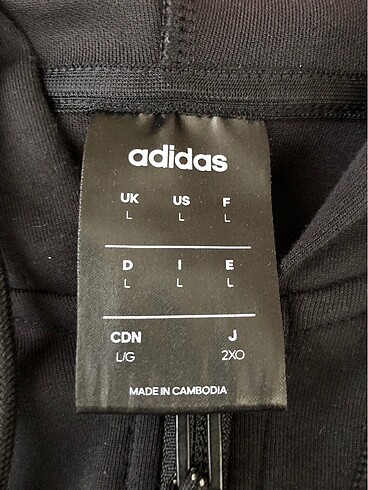 adidas
UK US F
L L L
D I E
L L L
CDN J
L/G 2XO
MADE IN CAMBODIA